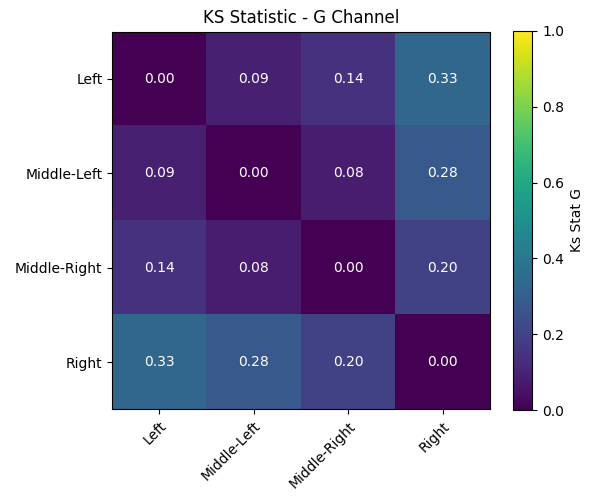 KS Statistic - G Channel
Left
Middle-Left
Middle-Right
Right
0.00 0.09 0.14 0.33
0.09 0.00 0.08 0.28
0.14 0.08 0.00 0.20
0.33 0.28 0.20 0.00
Left
Middle-Left
Middle-Right
Right
1.0
0.8
0.6
0.4
0.2
0.0
Ks Stat G